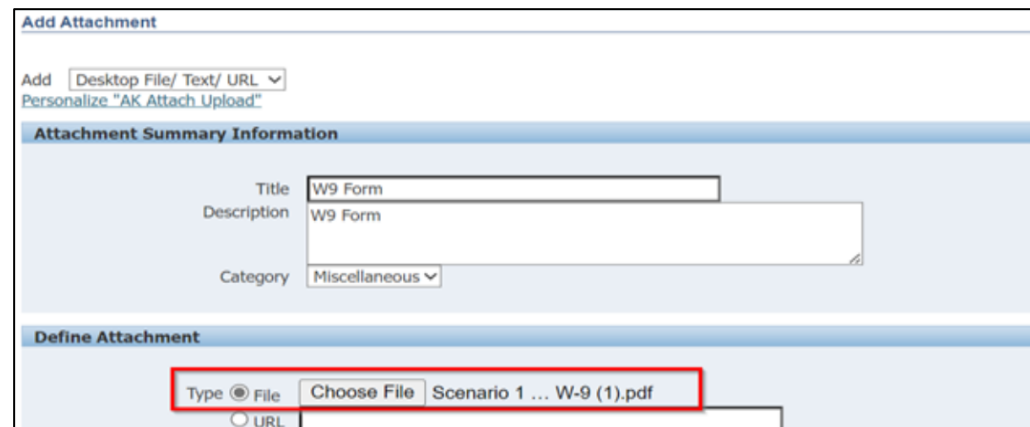 Add Attachment
Add Desktop File/ Text/ URL
Personalize "AK Attach Upload"
Attachment Summary Information
Title W9 Form
Description W9 Form
Category Miscellaneous
Define Attachment
Type File Choose File Scenario 1 ... W-9 (1).pdf
URL